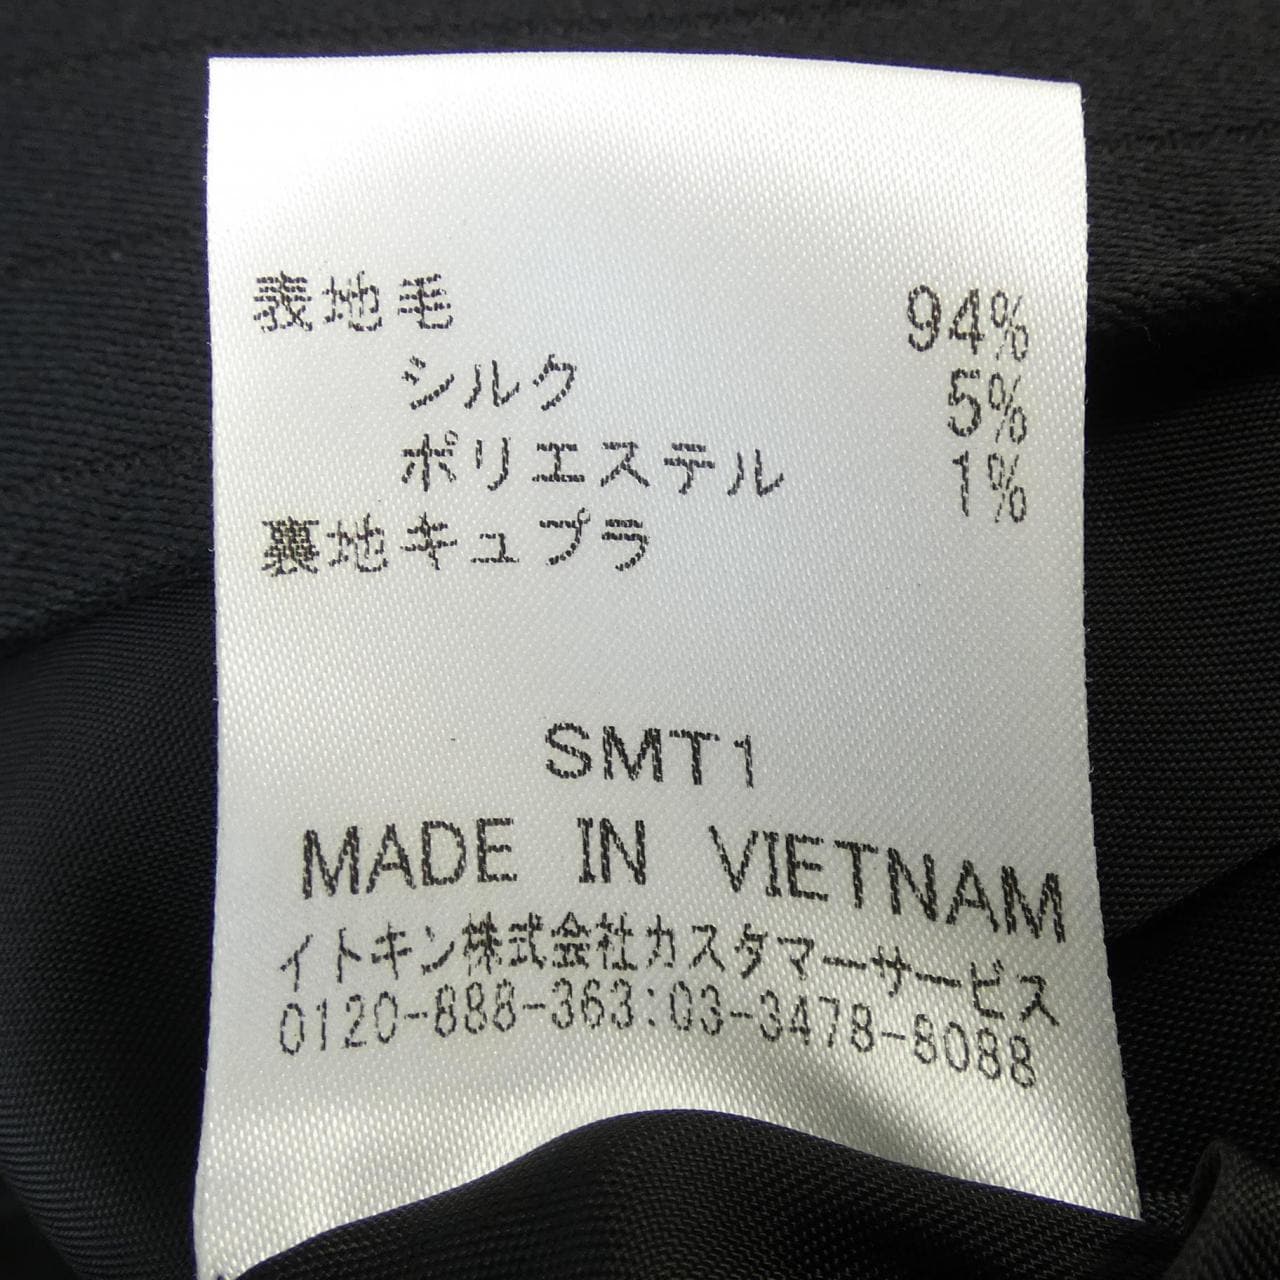 表地毛 94%
シルク 5%
ポリエステル 1%
裏地キュプラ
SMT1
MADE IN VIETNAM
イトキン株式会社カスタマーサービス
0120-888-363:03-3478-8088